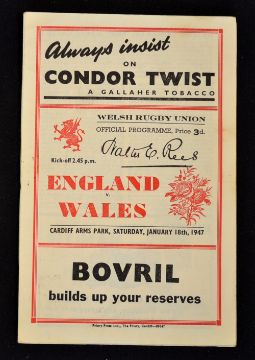 Always insist
ON
CONDOR TWIST
A GALLAHER TOBACCO
WELSH RUGBY UNION
OFFICIAL PROGRAMME, Price 3d.
Walter E. Rees
Kick-off 2.45 p.m.
ENGLAND
v.
WALES
CARDIFF ARMS PARK, SATURDAY, JANUARY 18th, 1947
BOVRIL
builds up your reserves